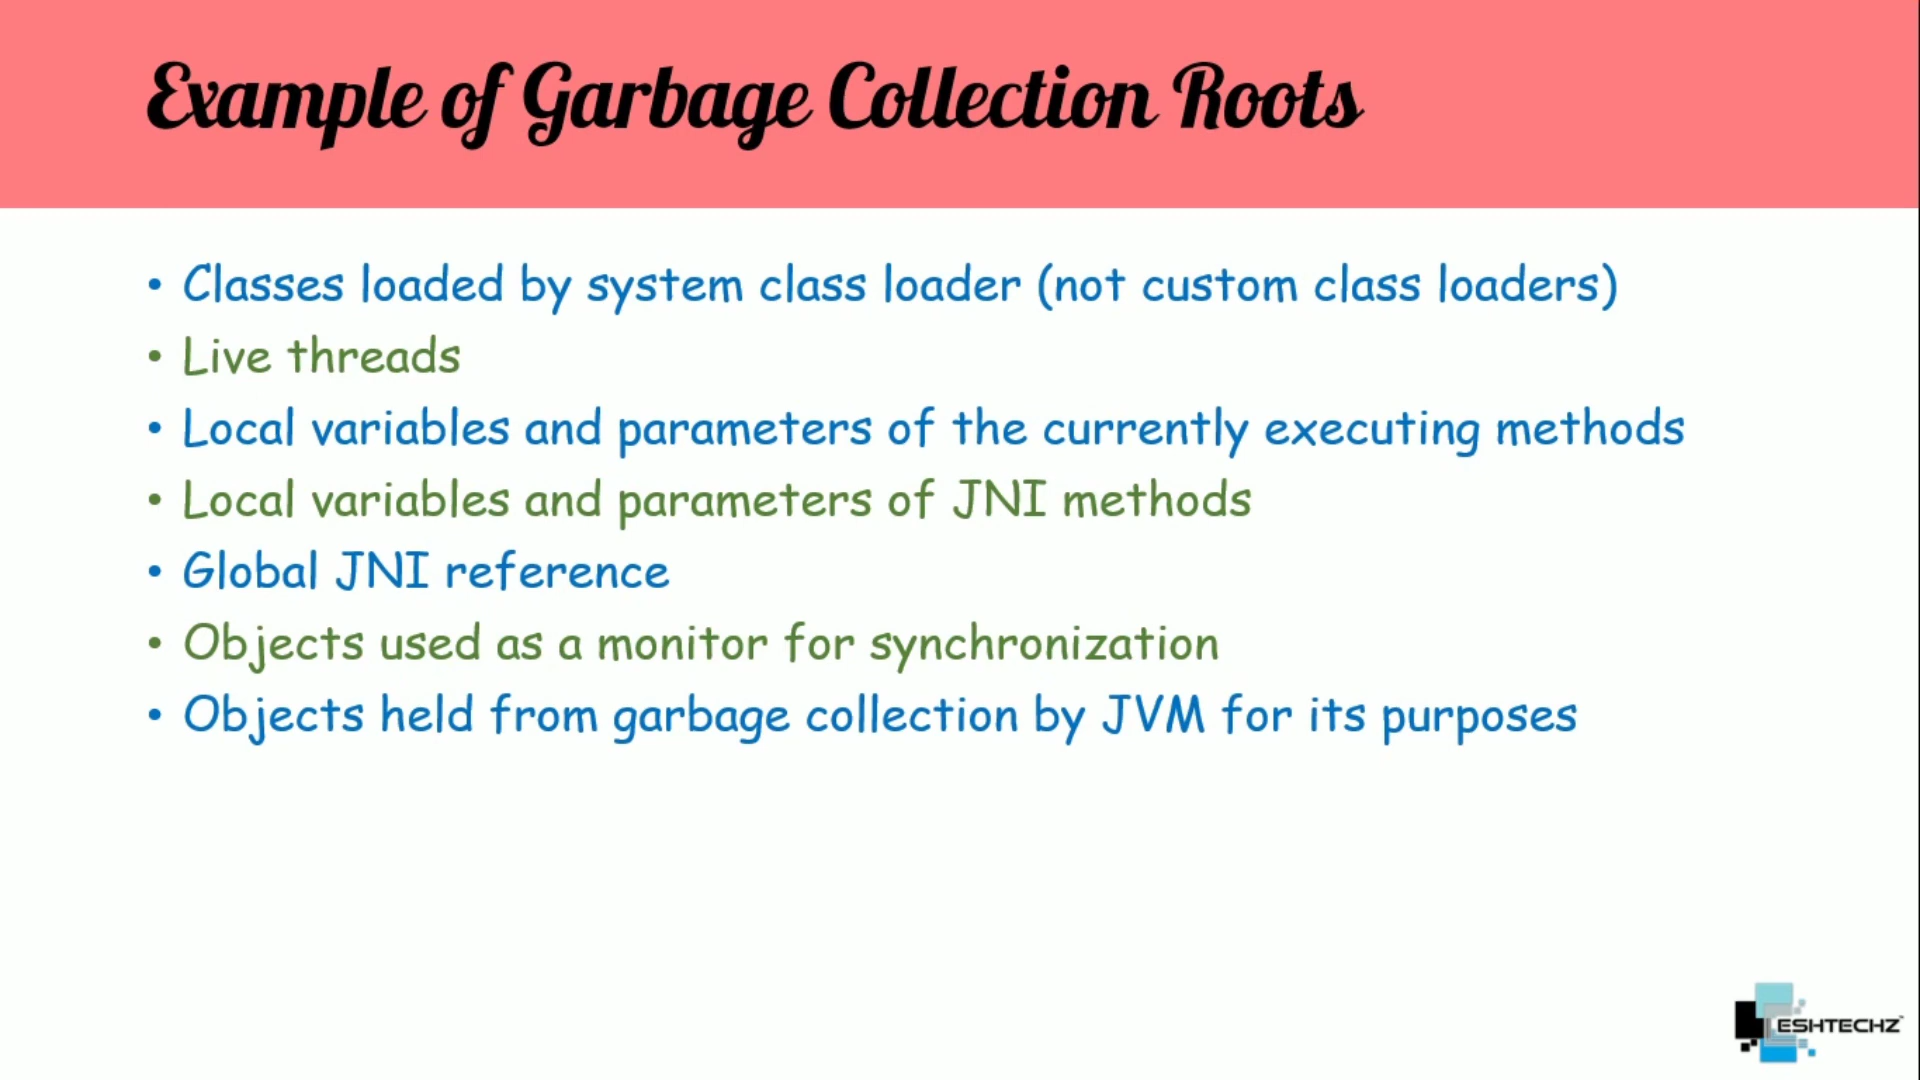 Example of Garbage Collection Roots
• Classes loaded by system class loader (not custom class loaders)
• Live threads
• Local variables and parameters of the currently executing methods
• Local variables and parameters of JNI methods
• Global JNI reference
• Objects used as a monitor for synchronization
• Objects held from garbage collection by JVM for its purposes
ESHTECHZ